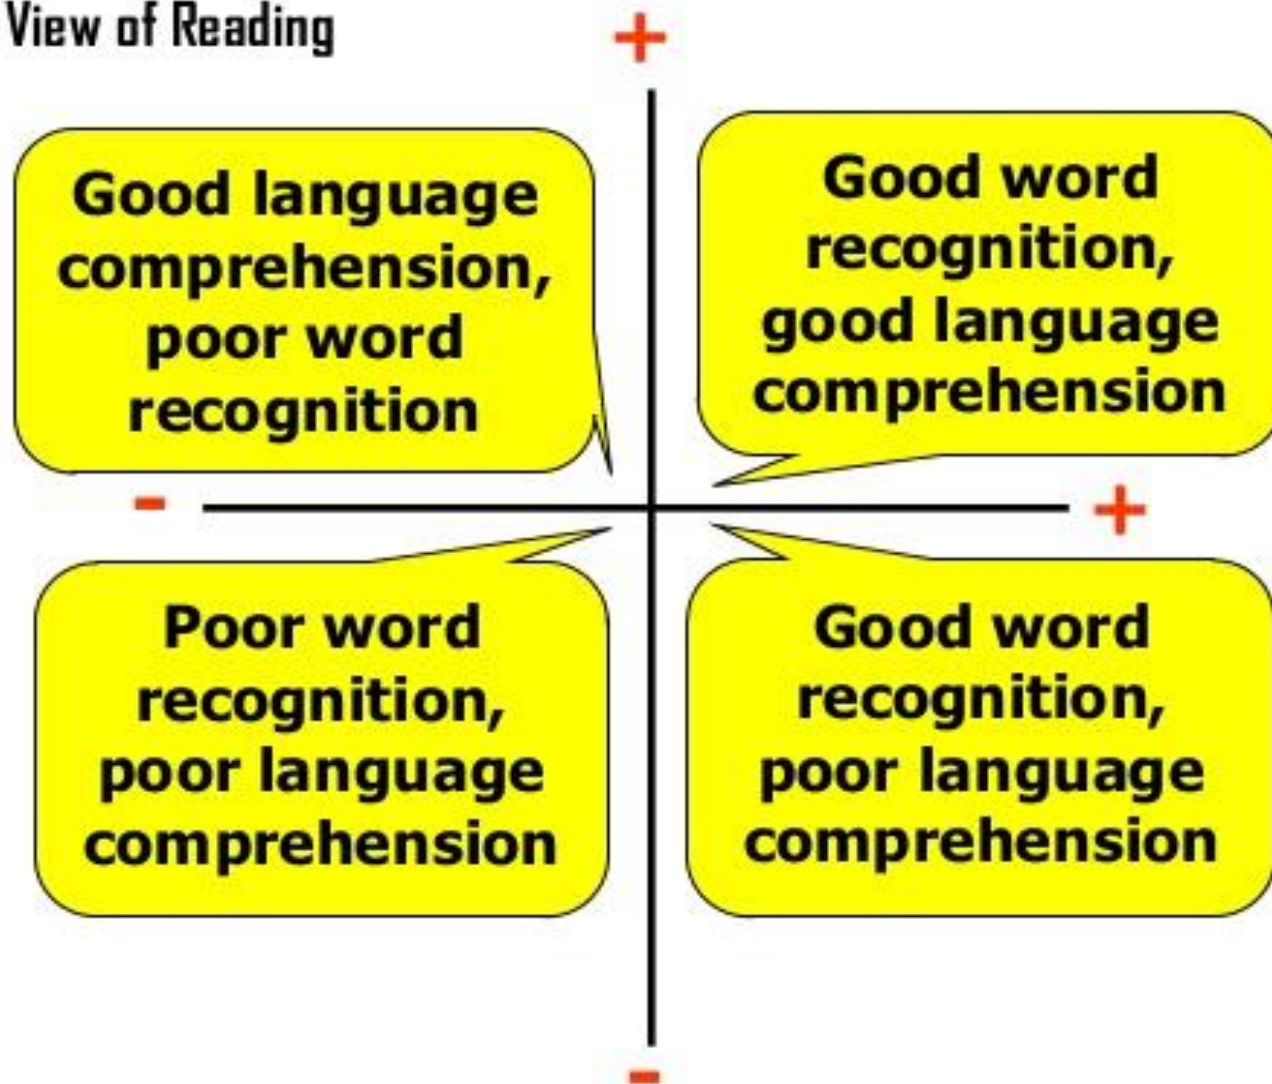 View of Reading
+
Good language
comprehension,
poor word
recognition
Good word
recognition,
good language
comprehension
-
+
Poor word
recognition,
poor language
comprehension
Good word
recognition,
poor language
comprehension
-